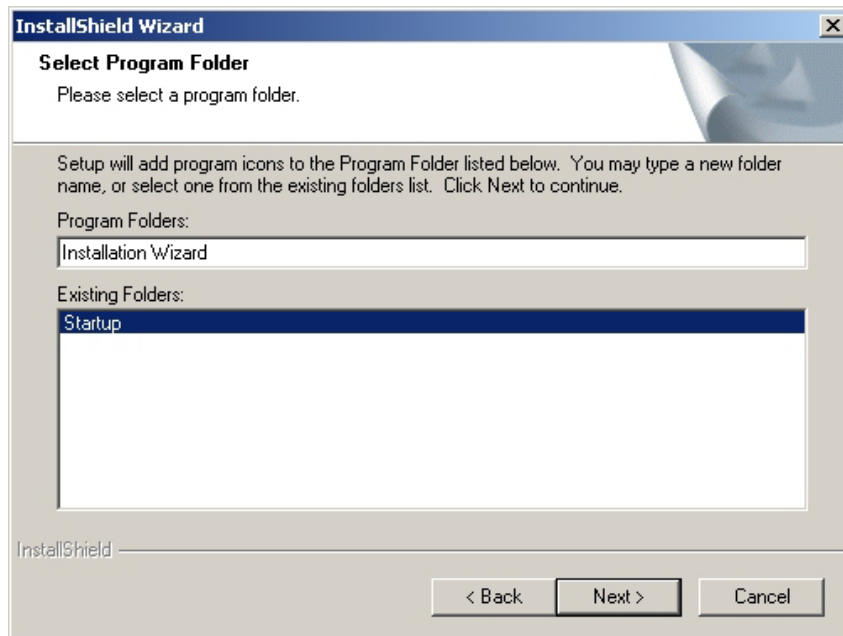 InstallShield Wizard
Select Program Folder
Please select a program folder.
Setup will add program icons to the Program Folder listed below. You may type a new folder
name, or select one from the existing folders list. Click Next to continue.
Program Folders:
Installation Wizard
Existing Folders:
Startup
InstallShield
< Back
Next >
Cancel